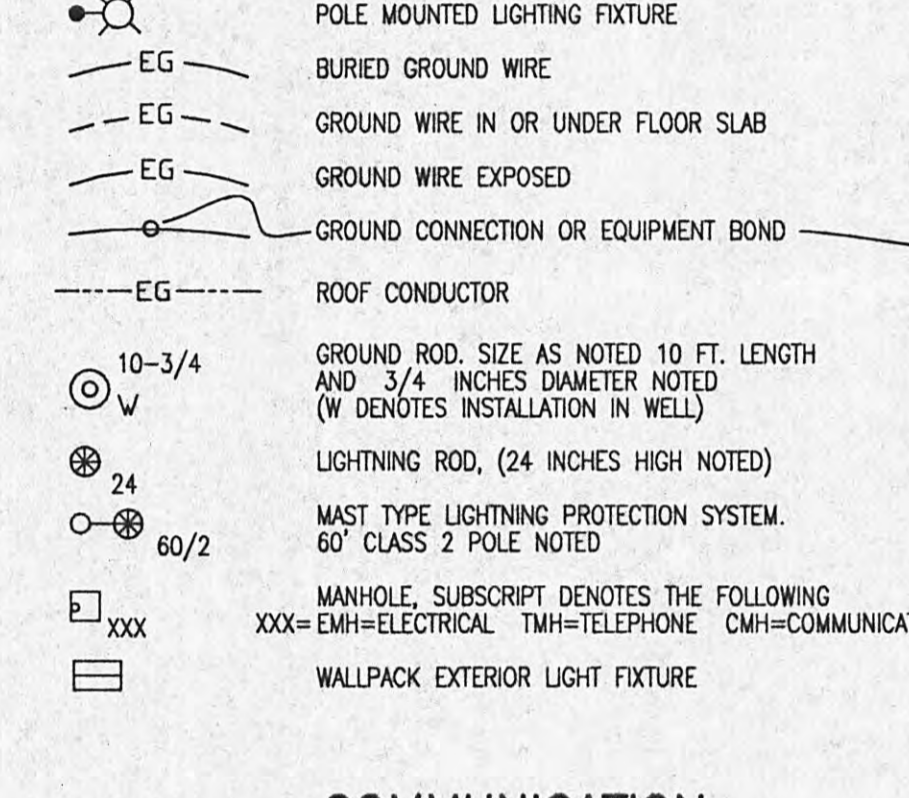 POLE MOUNTED LIGHTING FIXTURE
EG BURIED GROUND WIRE
EG GROUND WIRE IN OR UNDER FLOOR SLAB
EG GROUND WIRE EXPOSED
GROUND CONNECTION OR EQUIPMENT BOND
EG ROOF CONDUCTOR
10-3/4 GROUND ROD. SIZE AS NOTED 10 FT. LENGTH
AND 3/4 INCHES DIAMETER NOTED
W (W DENOTES INSTALLATION IN WELL)
LIGHTNING ROD, (24 INCHES HIGH NOTED)
24
MAST TYPE LIGHTNING PROTECTION SYSTEM.
60/2 60' CLASS 2 POLE NOTED
MANHOLE, SUBSCRIPT DENOTES THE FOLLOWING
XXX XXX= EMH=ELECTRICAL TMH=TELEPHONE CMH=COMMUNICAT
WALLPACK EXTERIOR LIGHT FIXTURE